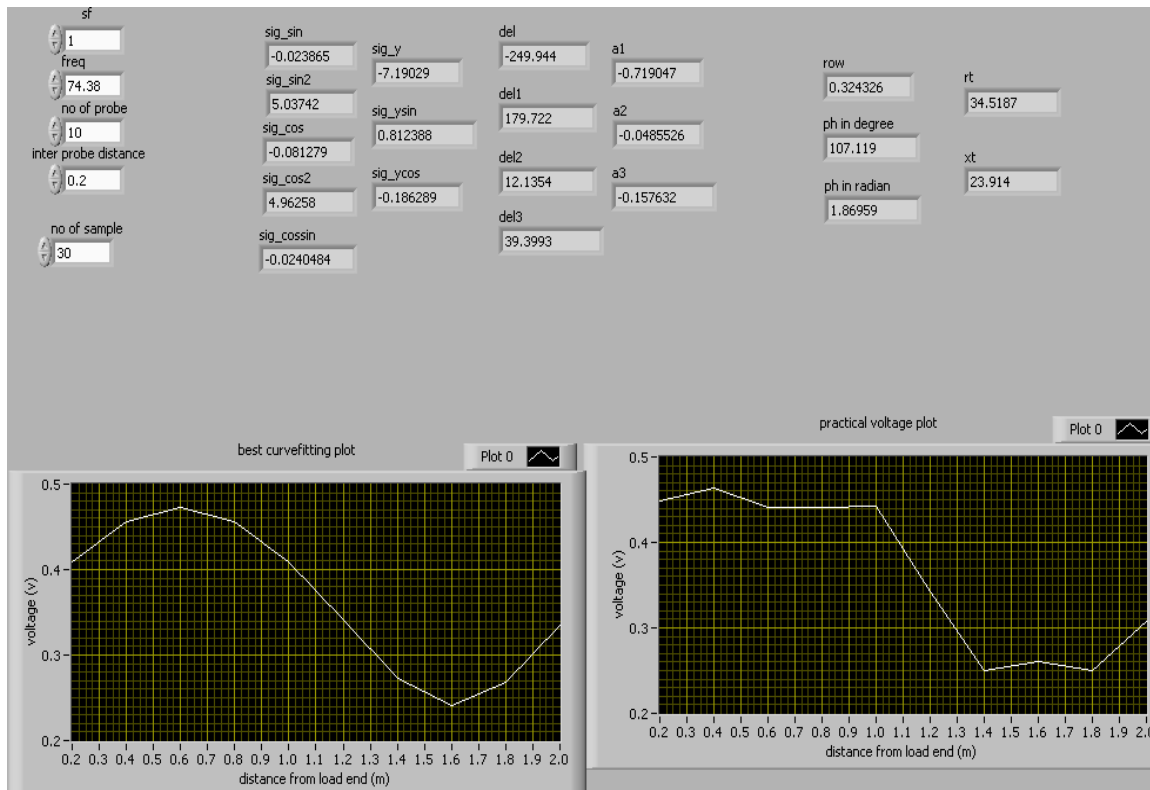 sf
1
freq
74.38
no of probe
10
inter probe distance
0.2
no of sample
30
sig_sin
-0.023865
sig_sin2
5.03742
sig_cos
-0.081279
sig_cos2
4.96258
sig_cossin
-0.0240484
sig_y
-7.19029
sig_ysin
0.812388
sig_ycos
-0.186289
del
-249.944
del1
179.722
del2
12.1354
del3
39.3993
a1
-0.719047
a2
-0.0485526
a3
-0.157632
row
0.324326
ph in degree
107.119
ph in radian
1.86959
rt
34.5187
xt
23.914
best curvefitting plot
Plot 0
0.5
0.4
0.3
0.2
voltage (v)
0.2 0.3 0.4 0.5 0.6 0.7 0.8 0.9 1.0 1.1 1.2 1.3 1.4 1.5 1.6 1.7 1.8 1.9 2.0
distance from load end (m)
practical voltage plot
Plot 0
0.5
0.4
0.3
0.2
voltage (v)
0.2 0.3 0.4 0.5 0.6 0.7 0.8 0.9 1.0 1.1 1.2 1.3 1.4 1.5 1.6 1.7 1.8 1.9 2.0
distance from load end (m)